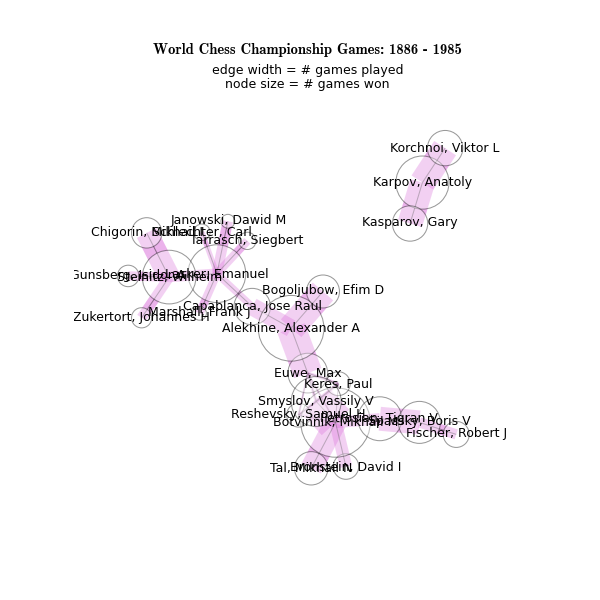 World Chess Championship Games: 1886 - 1985
edge width = # games played
node size = # games won
Korchnoi, Viktor L
Karpov, Anatoly
Kasparov, Gary
Janowski, Dawid M
Chigorin, Mikhail I
Schlechter, Carl
Tarrasch, Siegbert
Gunsberg, Isidor A
Steinitz, Wilhelm
Lasker, Emanuel
Bogoljubow, Efim D
Capablanca, Jose Raul
Marshall, Frank J
Zukertort, Johannes H
Alekhine, Alexander A
Euwe, Max
Keres, Paul
Smyslov, Vassily V
Reshevsky, Samuel H
Botvinnik, Mikhail M
Petrosian, Tigran V
Spassky, Boris V
Fischer, Robert J
Tal, Mikhail N
Bronstein, David I